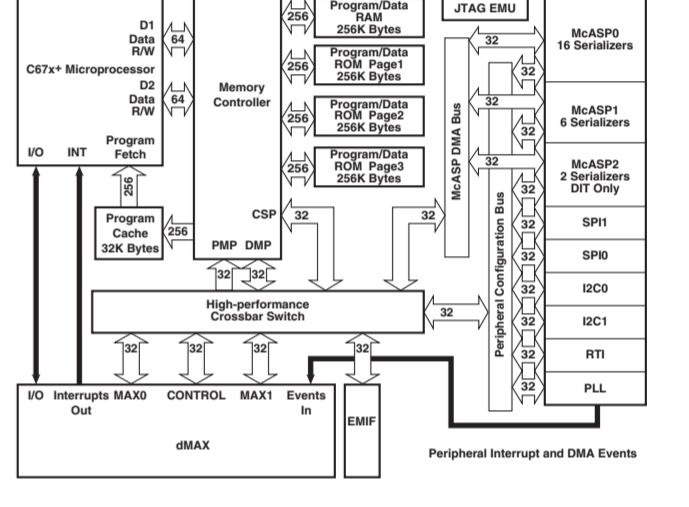 D1
Data
R/W
64
C67x+ Microprocessor
D2
Data
R/W
64
I/O
INT
Program
Fetch
256
Program
Cache
32K Bytes
256
Memory
Controller
CSP
32
PMP DMP
32
32
256
Program/Data
RAM
256K Bytes
256
Program/Data
ROM Page1
256K Bytes
256
Program/Data
ROM Page2
256K Bytes
256
Program/Data
ROM Page3
256K Bytes
JTAG EMU
McASP DMA Bus
32
32
32
32
Peripheral Configuration Bus
32
32
32
32
32
32
32
32
32
McASP0
16 Serializers
McASP1
6 Serializers
McASP2
2 Serializers
DIT Only
SPI1
SPI0
I2C0
I2C1
RTI
PLL
High-performance
Crossbar Switch
32
32
32
32
32
I/O
Interrupts
Out
MAX0
CONTROL
MAX1
Events
In
dMAX
EMIF
Peripheral Interrupt and DMA Events